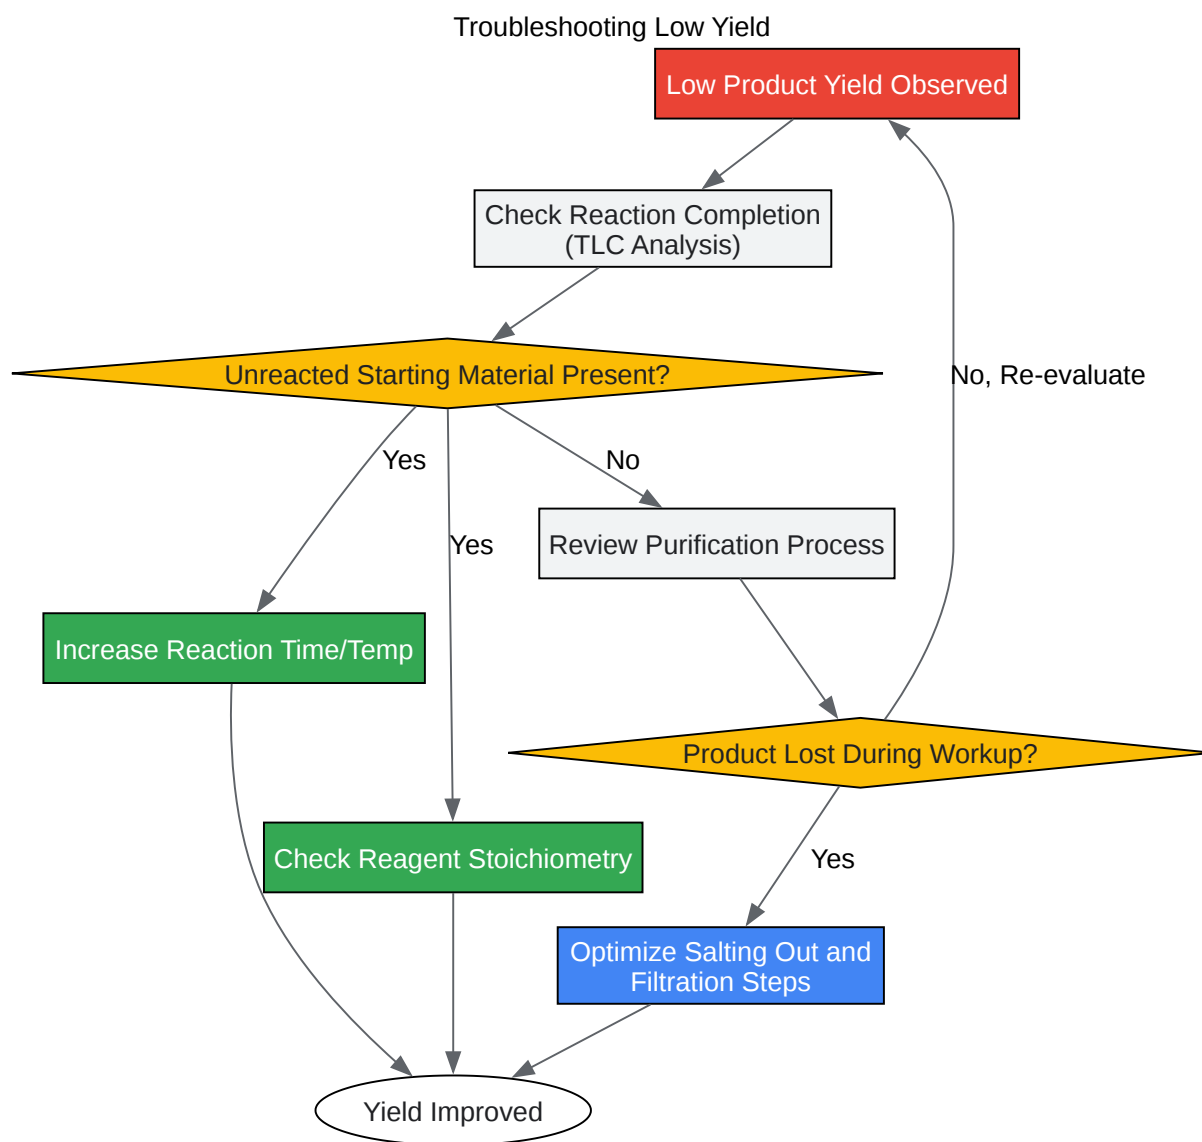 Troubleshooting Low Yield
Low Product Yield Observed
Check Reaction Completion
(TLC Analysis)
Unreacted Starting Material Present?
No, Re-evaluate
Yes
No
Yes
Review Purification Process
Increase Reaction Time/Temp
Product Lost During Workup?
Check Reagent Stoichiometry
Yes
Optimize Salting Out and
Filtration Steps
Yield Improved